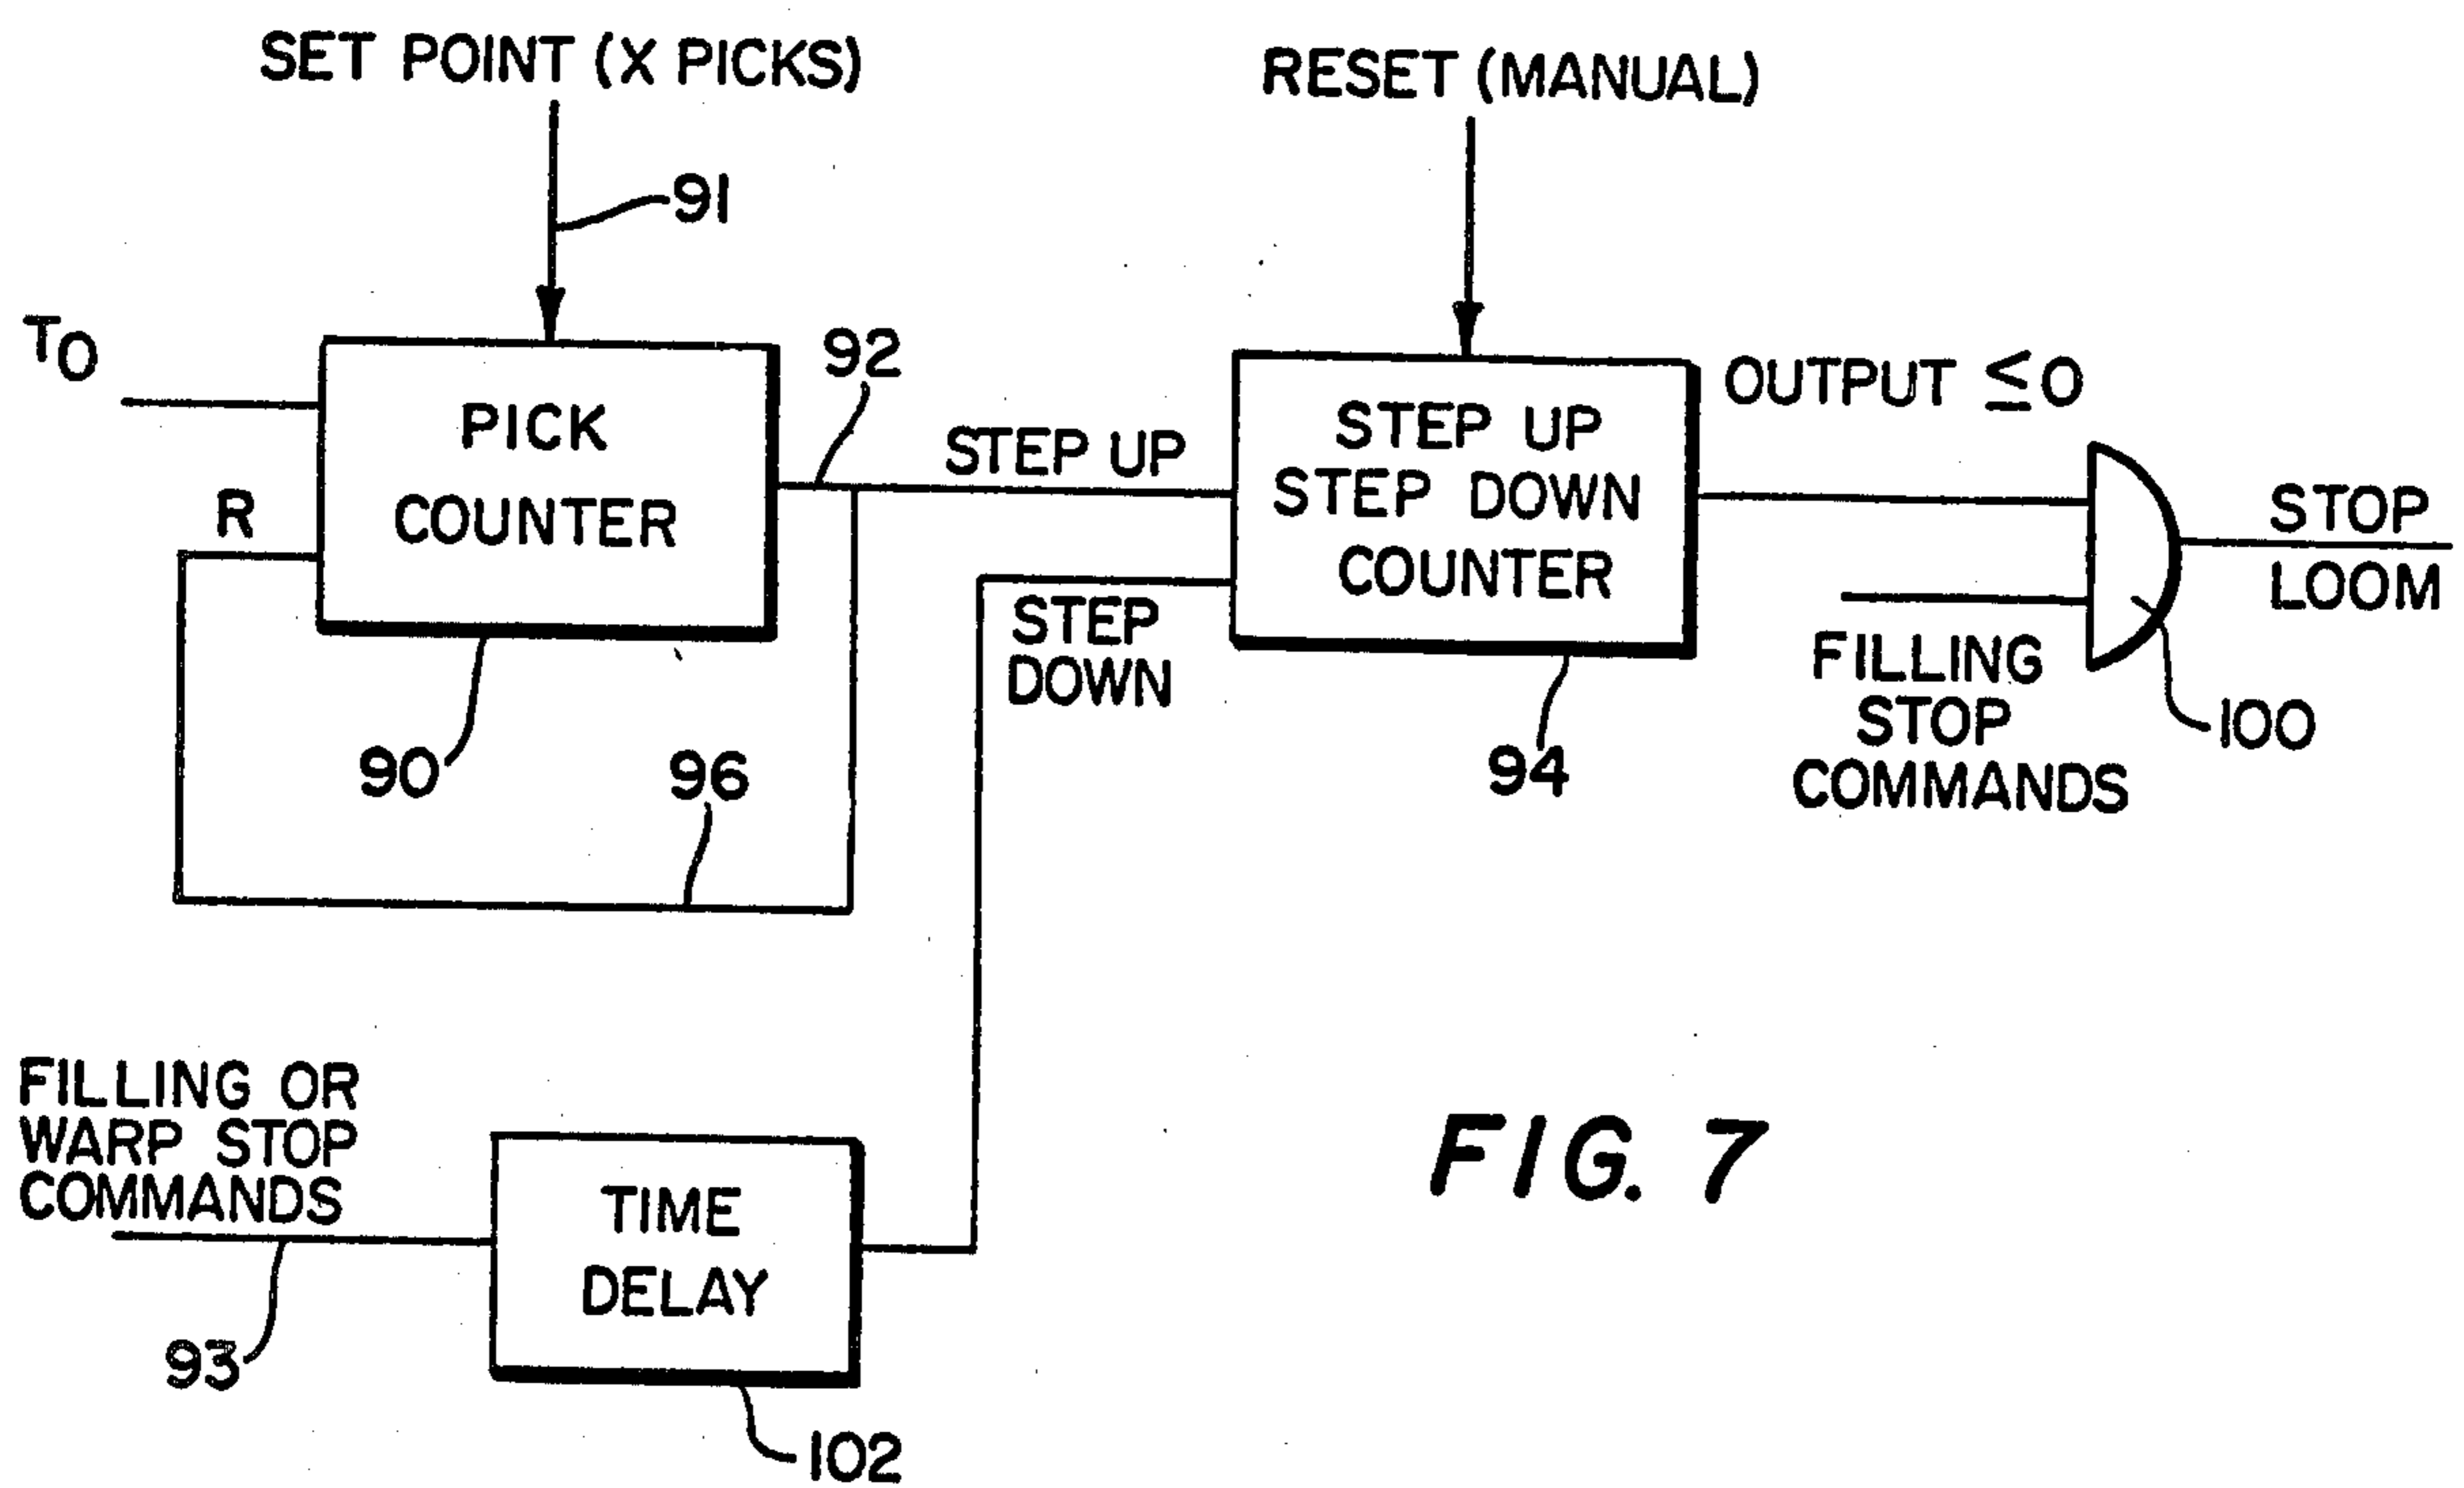 SET POINT (X PICKS)
RESET (MANUAL)
91
TO
92
OUTPUT ≤0
PICK
COUNTER
R
STEP UP
STEP UP
STEP DOWN
COUNTER
STOP
LOOM
STEP
DOWN
FILLING
STOP
COMMANDS
100
90
96
94
FILLING OR
WARP STOP
COMMANDS
TIME
DELAY
93
102
FIG. 7